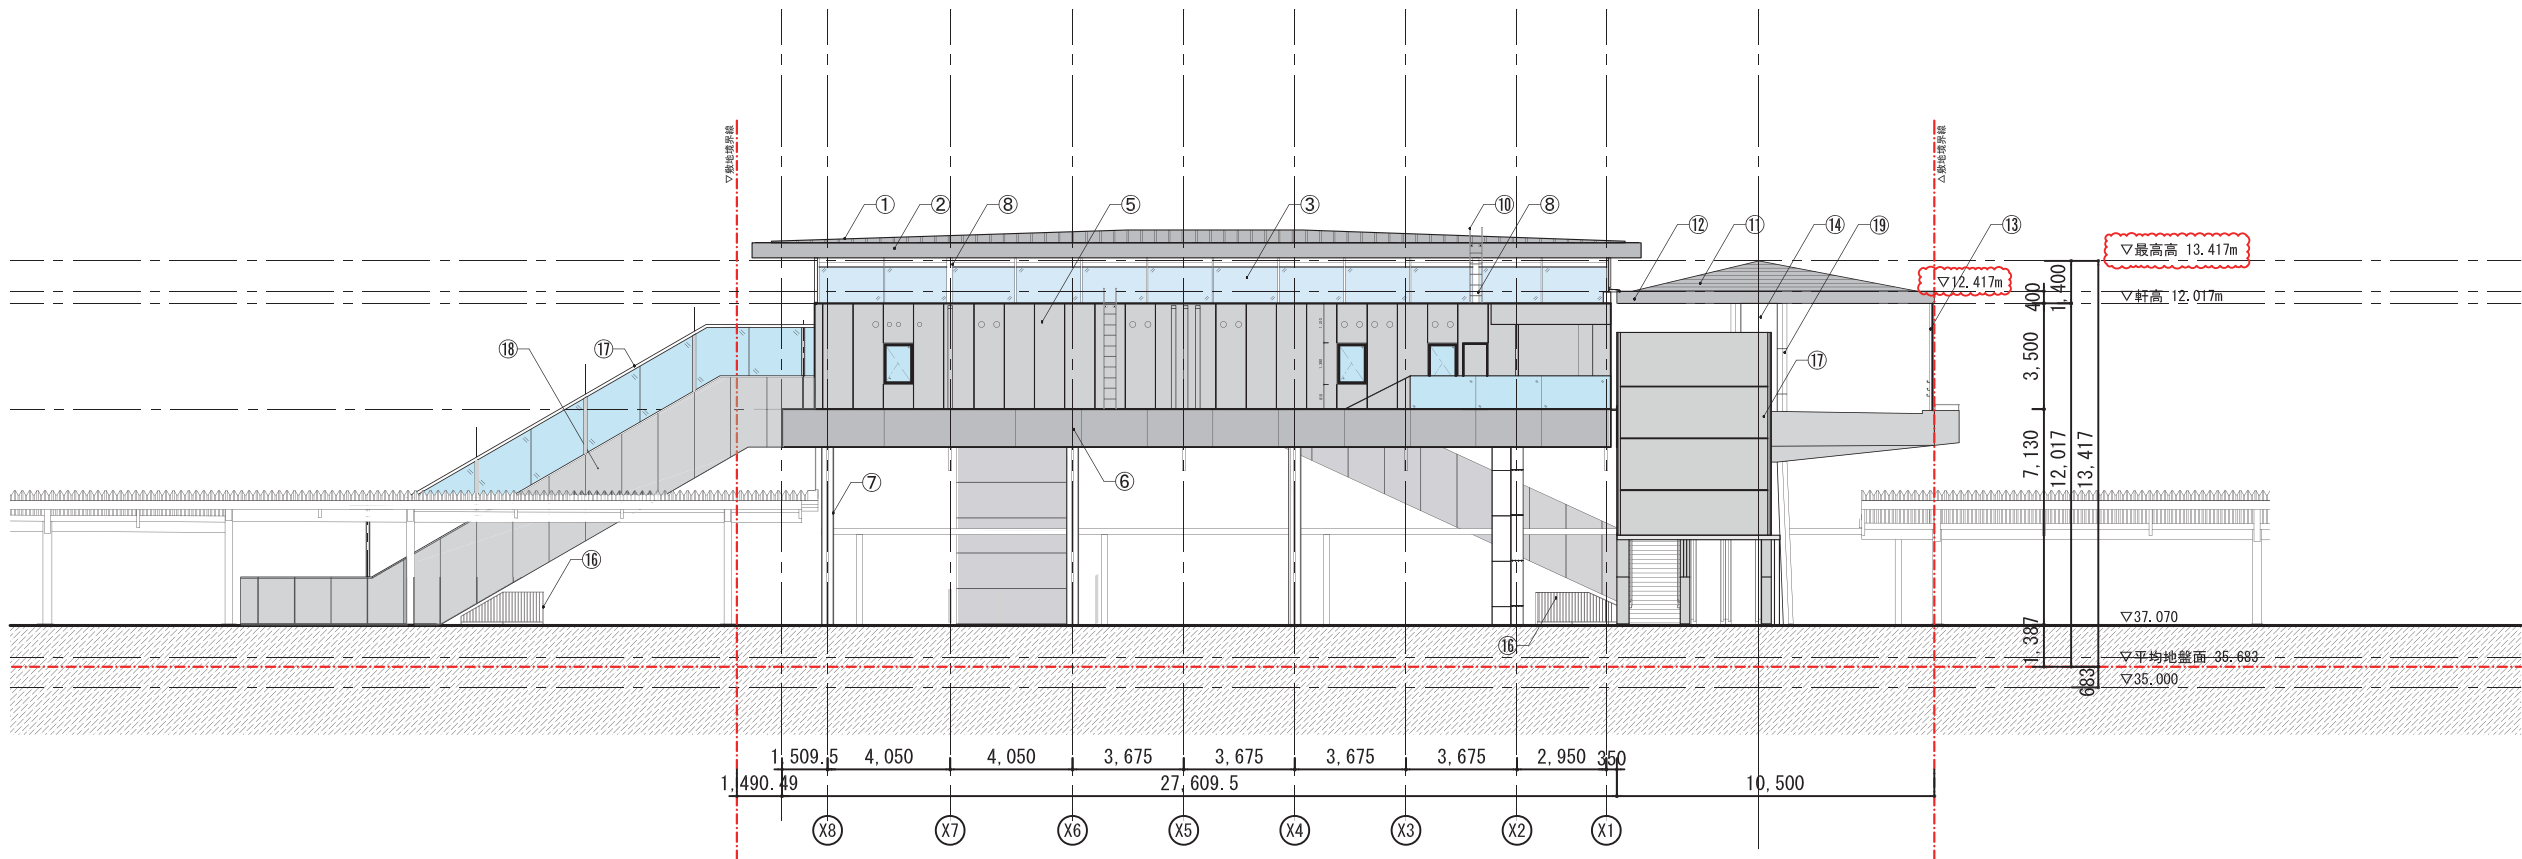 ▽敷地境界線
△敷地境界線
①
②
⑧
⑤
③
⑩
⑧
⑫
⑪
⑭
⑲
⑬
▽最高高 13.417m
▽12.417m
▽軒高 12.017m
400
1,400
⑱
⑰
⑰
3,500
7,130
12,017
13,417
⑦
⑥
⑯
⑯
▽37.070
1,387
▽平均地盤面 35.683
▽35.000
683
1,509.5
4,050
4,050
3,675
3,675
3,675
3,675
2,950
350
1,490.49
27,609.5
10,500
X8
X7
X6
X5
X4
X3
X2
X1